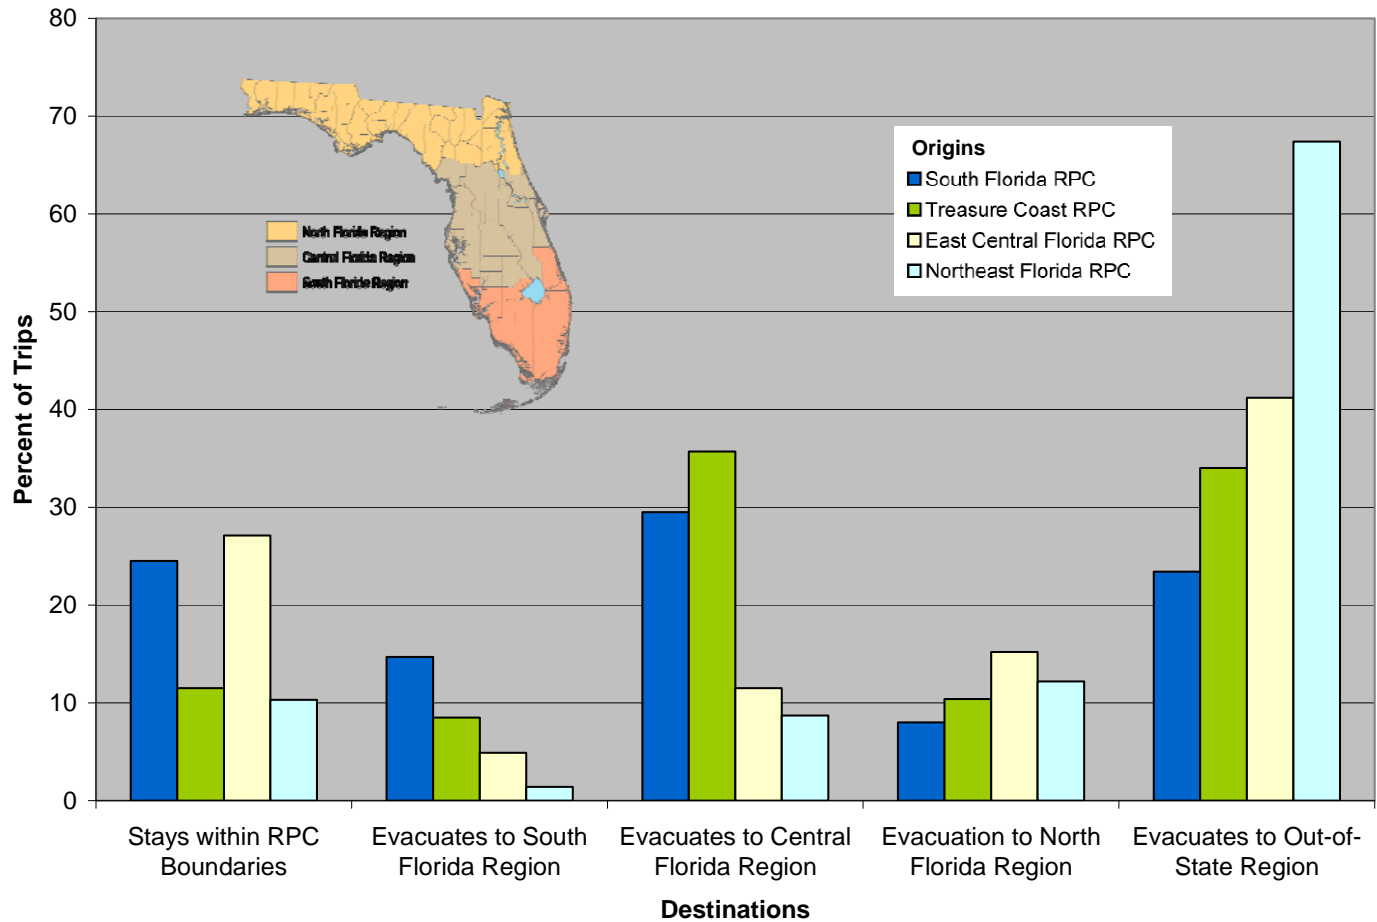 80
70
60
50
40
30
20
10
0
Percent of Trips
North Florida Region
Central Florida Region
South Florida Region
Origins
South Florida RPC
Treasure Coast RPC
East Central Florida RPC
Northeast Florida RPC
Stays within RPC
Boundaries
Evacuates to South
Florida Region
Evacuates to Central
Florida Region
Evacuation to North
Florida Region
Evacuates to Out-of-
State Region
Destinations